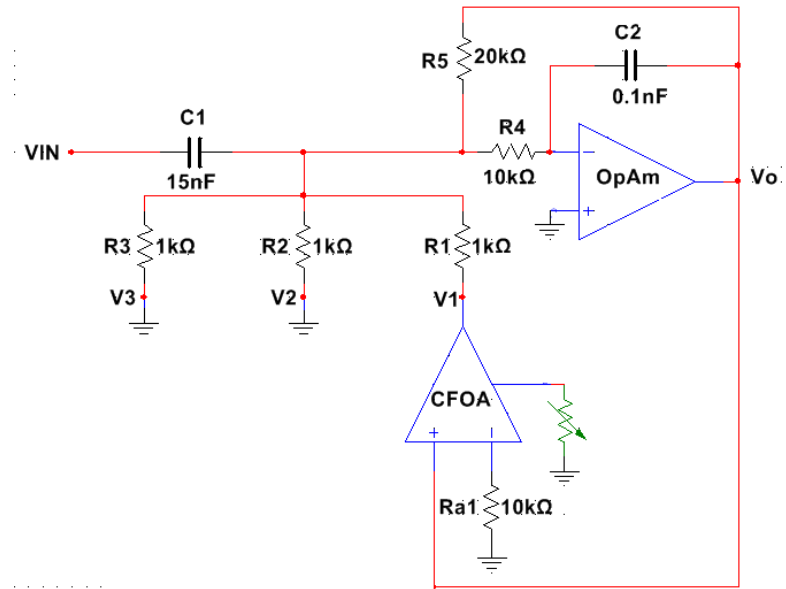 C2
R5 20kΩ
0.1nF
C1
R4
VIN
15nF
10kΩ
OpAm
Vo
R3 1kΩ
R2 1kΩ
R1 1kΩ
V3
V2
V1
CFOA
Ra1 10kΩ